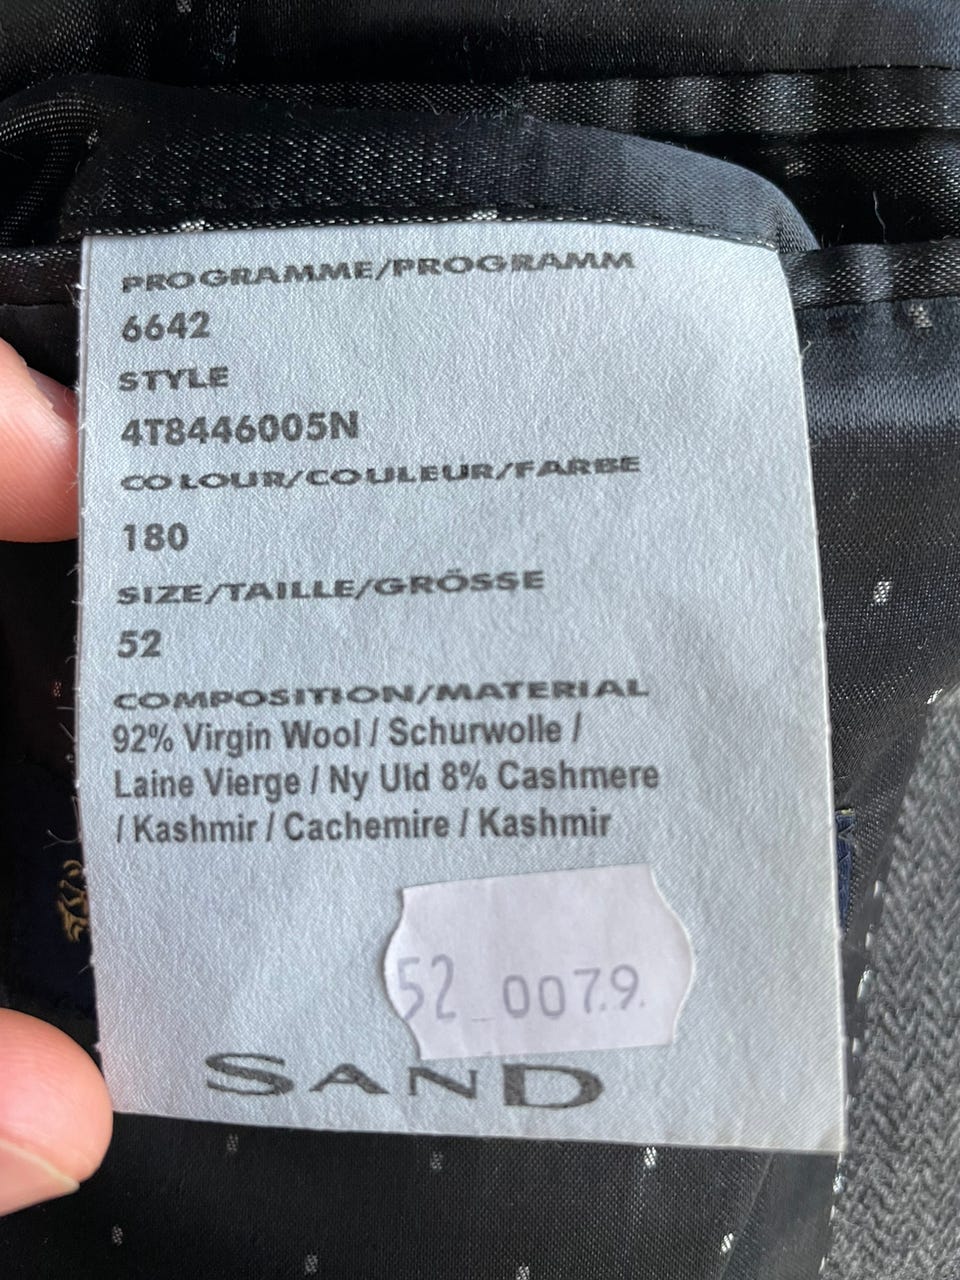 PROGRAMME/PROGRAMM
6642
STYLE
4T8446005N
COLOUR/COULEUR/FARBE
180
SIZE/TAILLE/GRÖSSE
52
COMPOSITION/MATERIAL
92% Virgin Wool / Schurwolle /
Laine Vierge / Ny Uld 8% Cashmere
/ Kashmir / Cachemire / Kashmir
52 007.9.
SAND